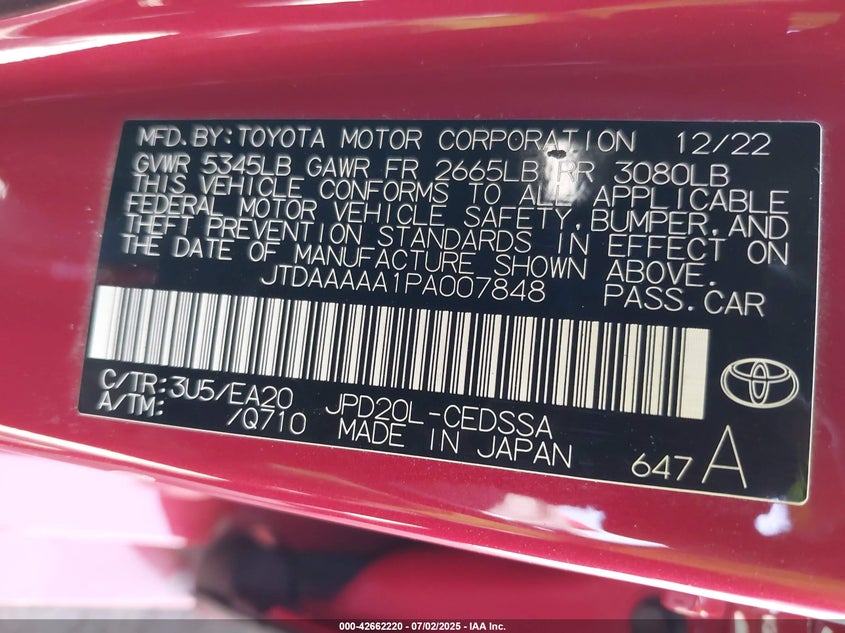 MFD.BY:TOYOTA MOTOR CORPORATION 12/22
GVWR 5345LB GAWR FR 2665LB RR 3080LB
THIS VEHICLE CONFORMS TO ALL APPLICABLE
FEDERAL MOTOR VEHICLE SAFETY,BUMPER,AND
THEFT PREVENTION STANDARDS IN EFFECT ON
THE DATE OF MANUFACTURE SHOWN ABOVE.
JTDAAAAA1PA007848 PASS.CAR
C/TR:3U5/EA20 JPD20L-CEDSSA
A/TM: /Q710 MADE IN JAPAN
647 A
000-42662220 - 07/02/2025 - IAA Inc.